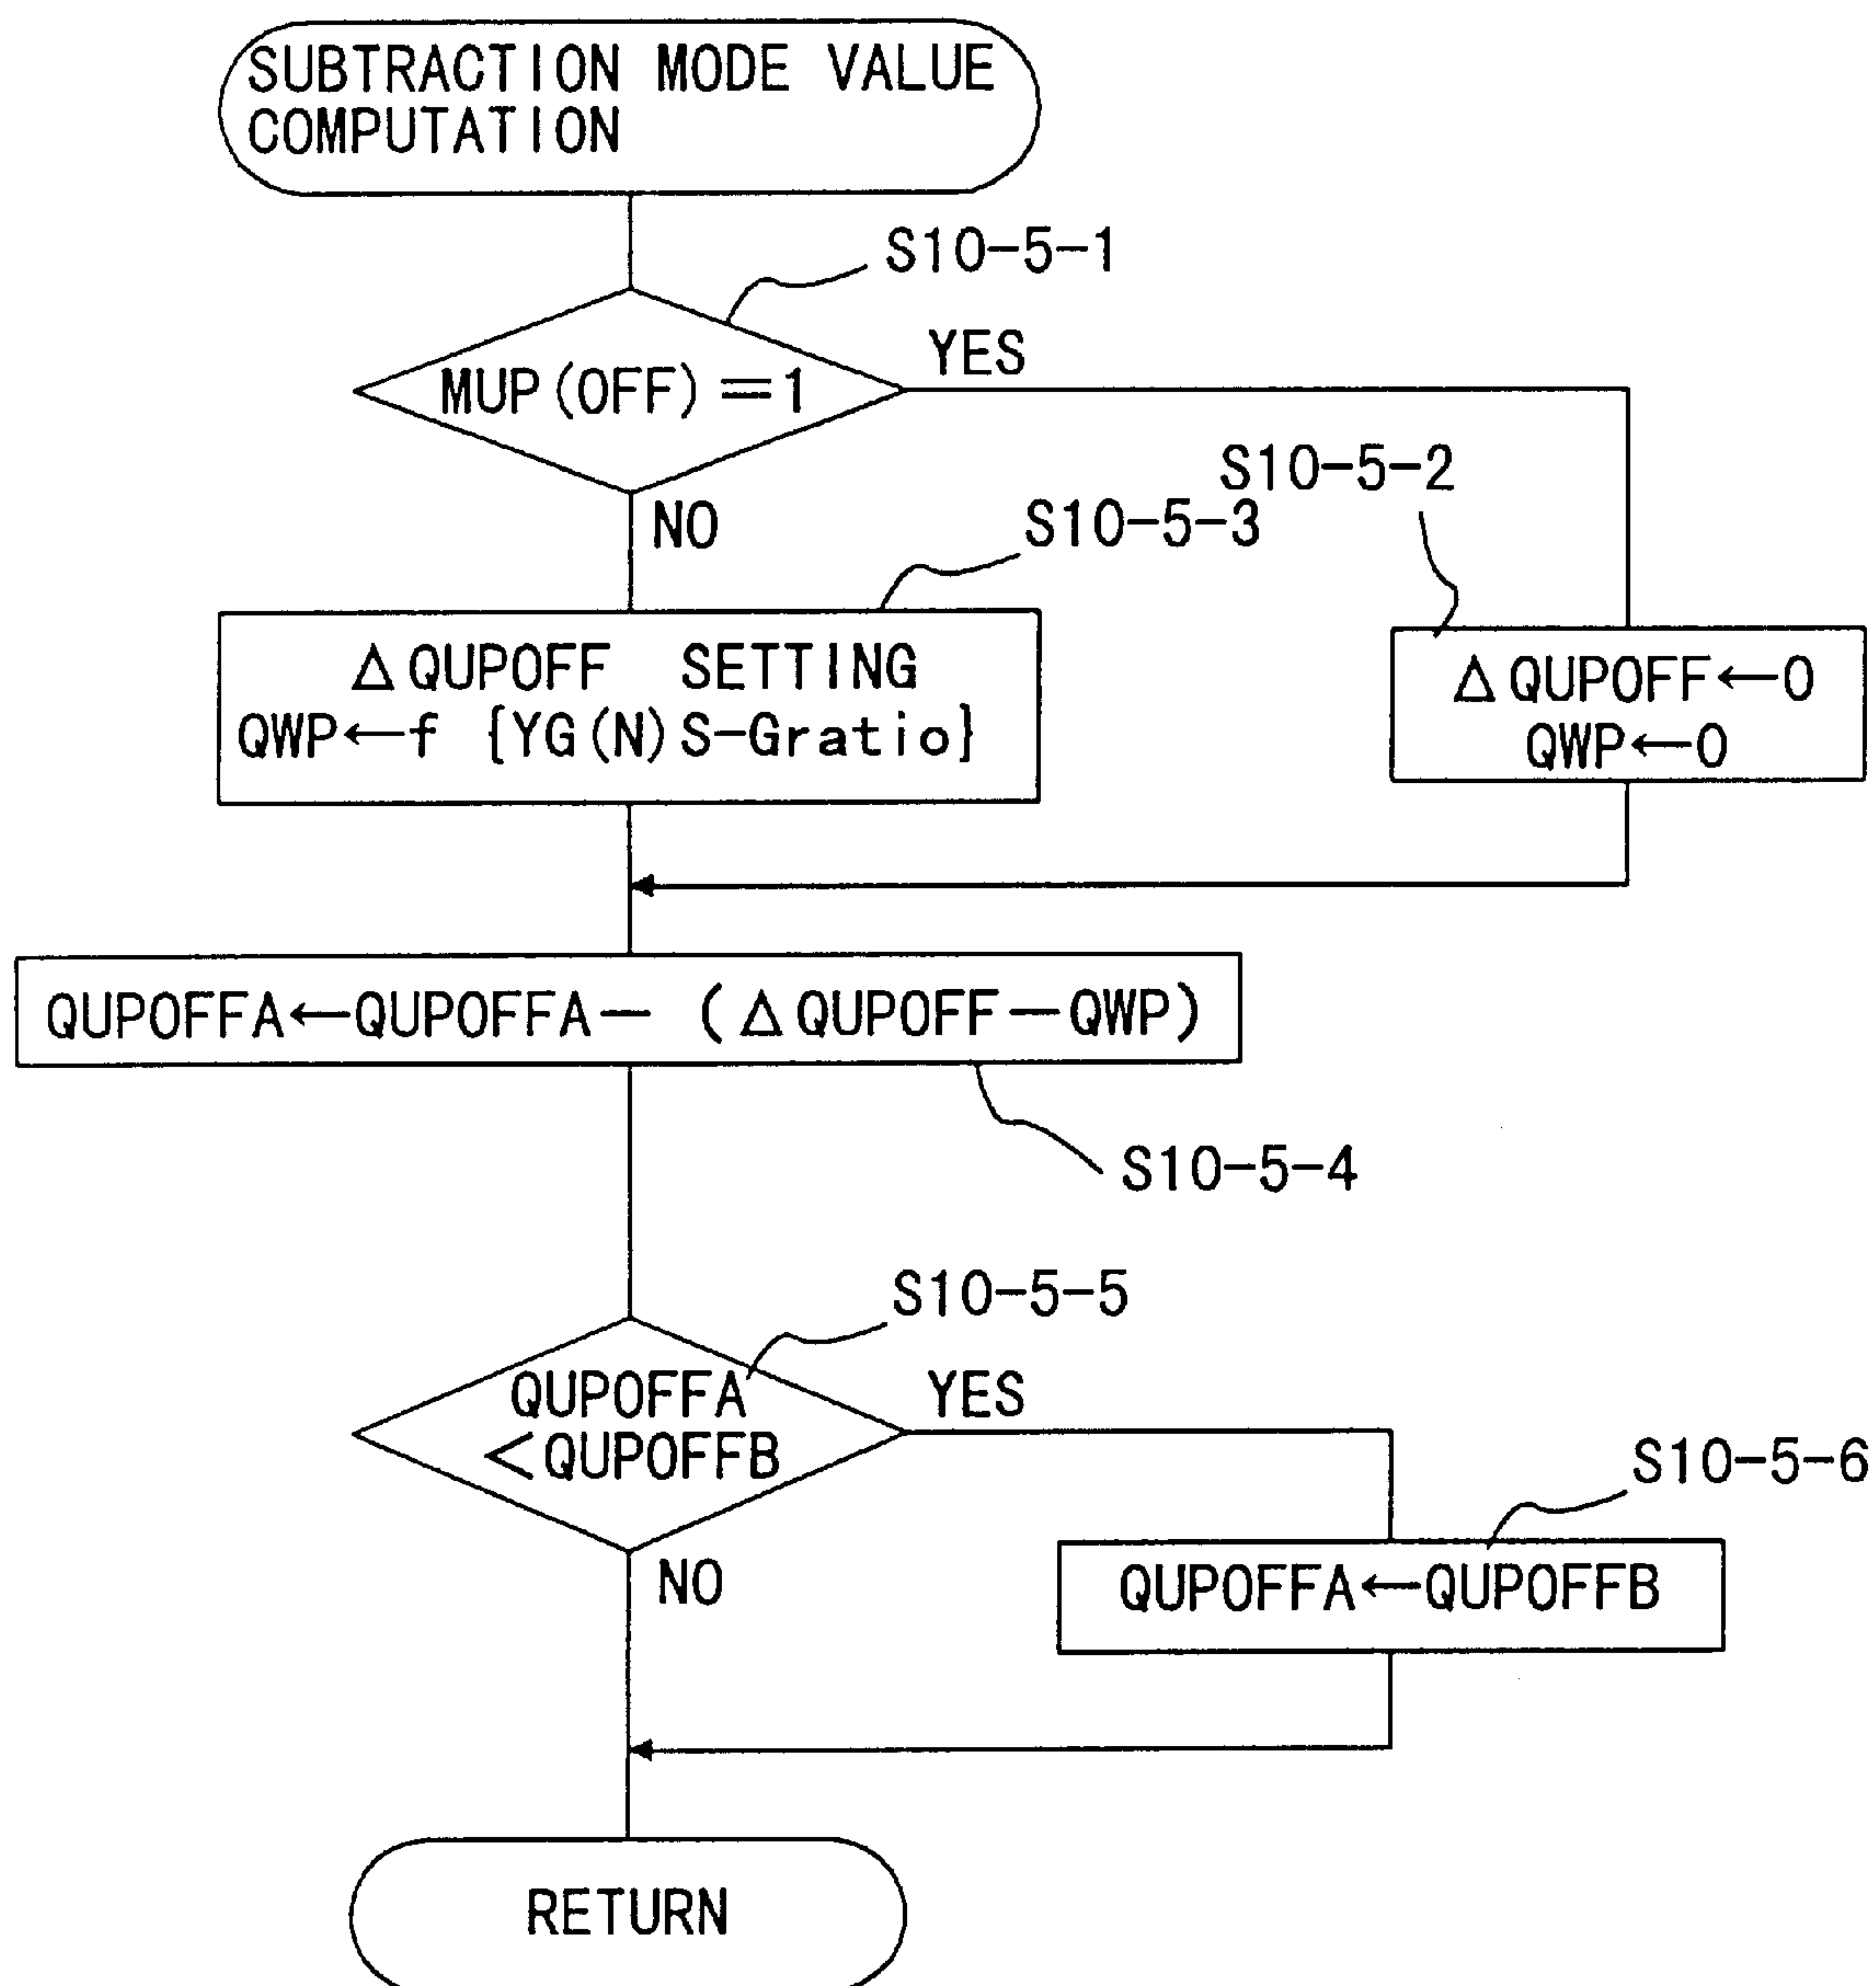 SUBTRACTION MODE VALUE
COMPUTATION
S10-5-1
MUP(OFF)=1
YES
S10-5-2
NO
S10-5-3
ΔQUPOFF SETTING
QWP←f {YG(N)S-Gratio}
ΔQUPOFF←0
QWP←0
QUPOFFA←QUPOFFA-(ΔQUPOFF-QWP)
S10-5-4
S10-5-5
QUPOFFA
<QUPOFFB
YES
S10-5-6
NO
QUPOFFA←QUPOFFB
RETURN